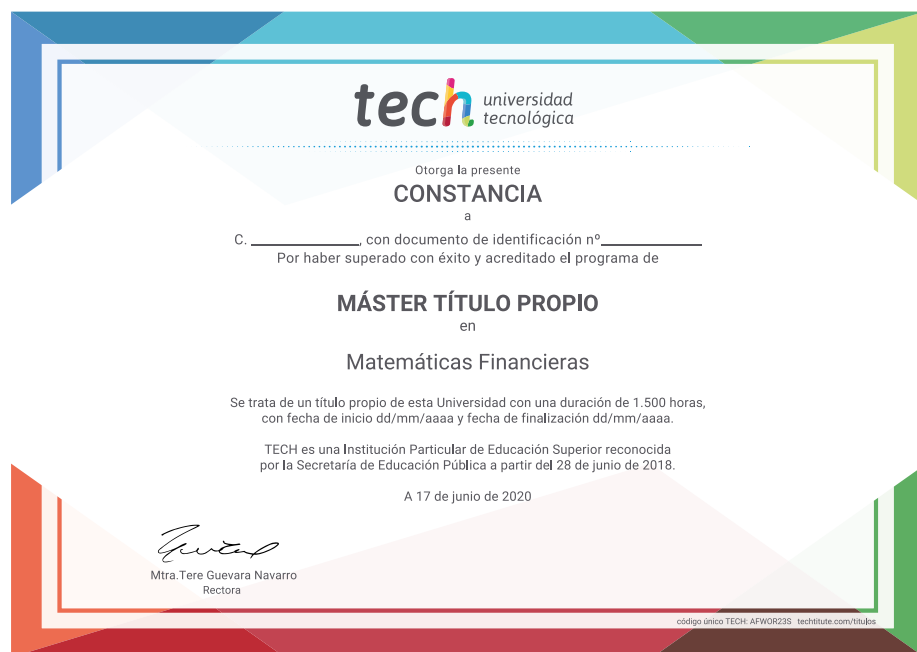 tech universidad
tecnológica
Otorga la presente
CONSTANCIA
a
C. ____________, con documento de identificación nº____________
Por haber superado con éxito y acreditado el programa de
MÁSTER TÍTULO PROPIO
en
Matemáticas Financieras
Se trata de un título propio de esta Universidad con una duración de 1.500 horas,
con fecha de inicio dd/mm/aaaa y fecha de finalización dd/mm/aaaa.
TECH es una Institución Particular de Educación Superior reconocida
por la Secretaría de Educación Pública a partir del 28 de junio de 2018.
A 17 de junio de 2020
Mtra.Tere Guevara Navarro
Rectora
código único TECH: AFWOR23S techtitute.com/titulos